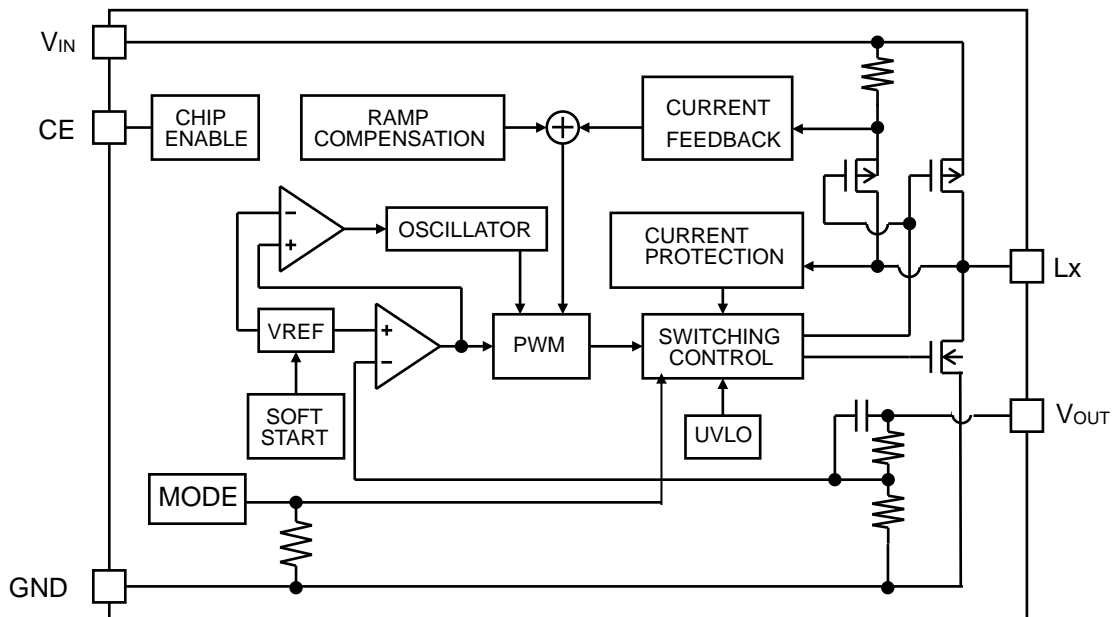 VIN
CE
CHIP
ENABLE
RAMP
COMPENSATION
+
CURRENT
FEEDBACK
−
+
OSCILLATOR
CURRENT
PROTECTION
Lx
VREF
+
−
PWM
SWITCHING
CONTROL
SOFT
START
UVLO
VOUT
MODE
GND